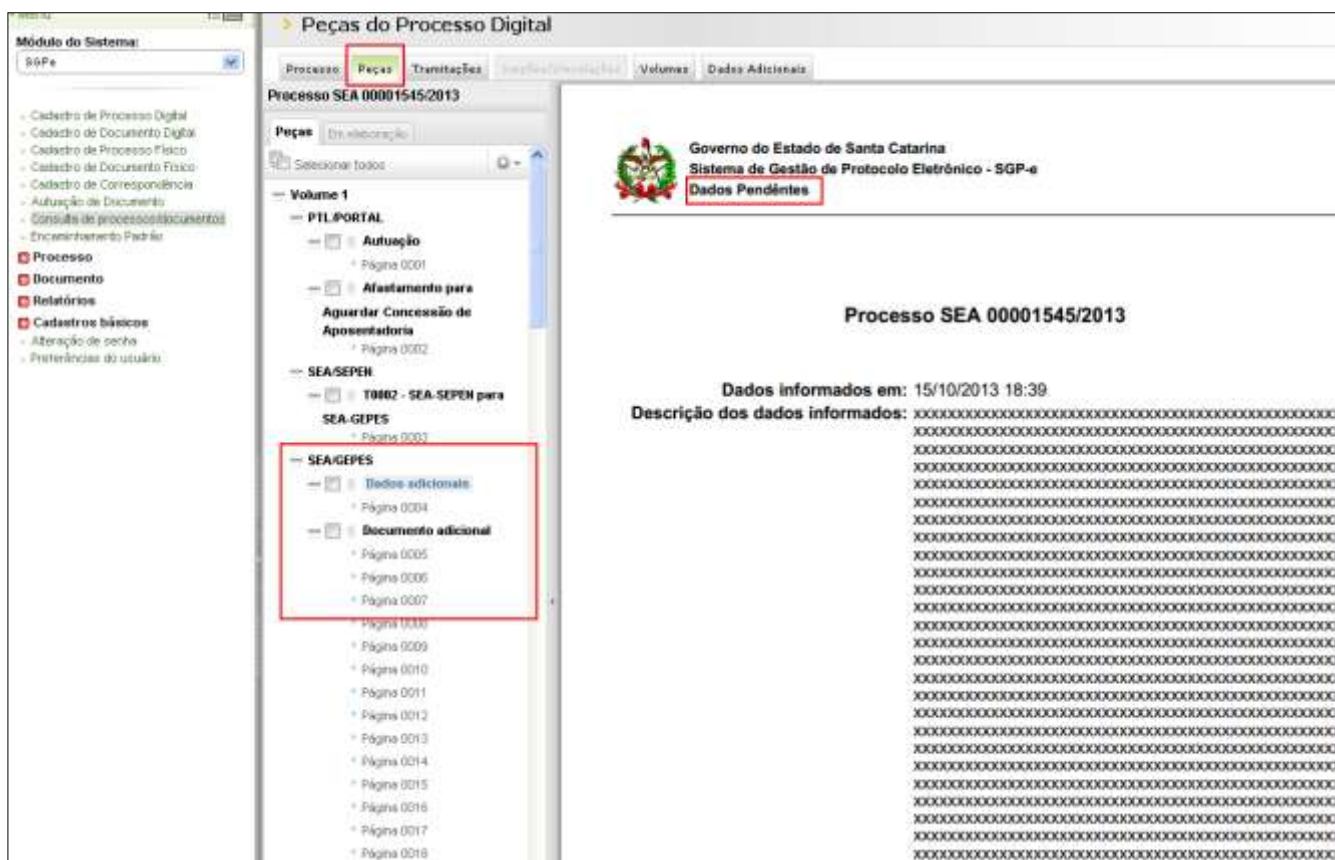 Menu
Peças do Processo Digital
Módulo do Sistema:
SGPe
Processo Peças Tramitações Volumes Dados Adicionais
Processo SEA 00001545/2013
Cadastro de Processo Digital
Cadastro de Documento Digital
Cadastro de Processo Físico
Cadastro de Documento Físico
Cadastro de Correspondência
Autuação de Documento
Consulta de processos/documentos
Encaminhamento Padrão
Processo
Documento
Relatórios
Cadastros básicos
Alteração de senha
Preferências do usuário
Peças Em elaboração
Selecionar todos
Volume 1
PTL/PORTAL
Autuação
Página 0001
Afastamento para
Aguardar Concessão de
Aposentadoria
Página 0002
SEA/SEPEN
T0002 - SEA-SEPEN para
SEA-GEPES
Página 0003
SEA/GEPES
Dados adicionais
Página 0004
Documento adicional
Página 0005
Página 0006
Página 0007
Página 0008
Página 0009
Página 0010
Página 0011
Página 0012
Página 0013
Página 0014
Página 0015
Página 0016
Página 0017
Página 0018
Governo do Estado de Santa Catarina
Sistema de Gestão de Protocolo Eletrônico - SGP-e
Dados Pendêntes
Processo SEA 00001545/2013
Dados informados em: 15/10/2013 18:39
Descrição dos dados informados: